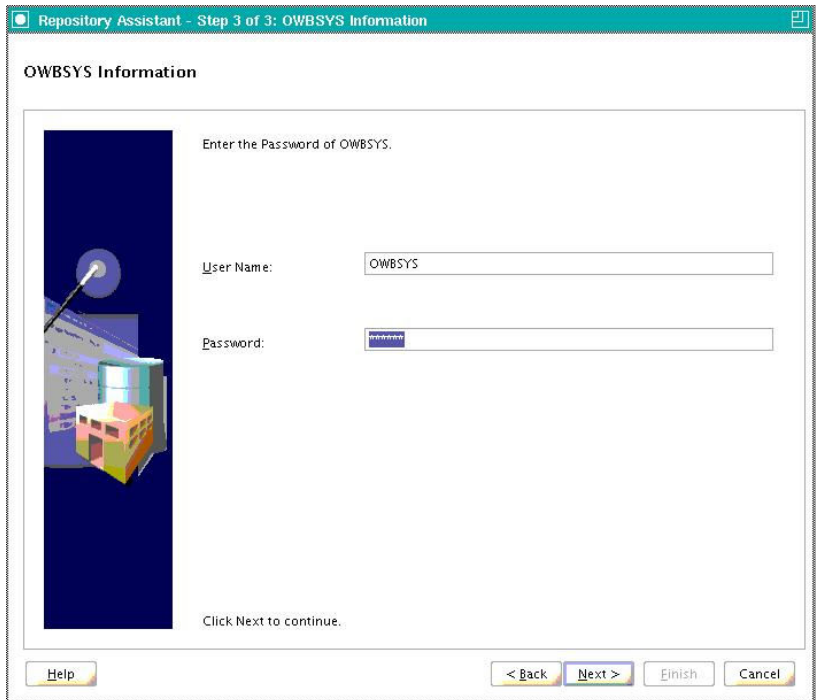 Repository Assistant - Step 3 of 3: OWBSYS Information
OWBSYS Information
Enter the Password of OWBSYS.
User Name:
OWBSYS
Password:
*******
Click Next to continue.
Help
< Back
Next >
Finish
Cancel